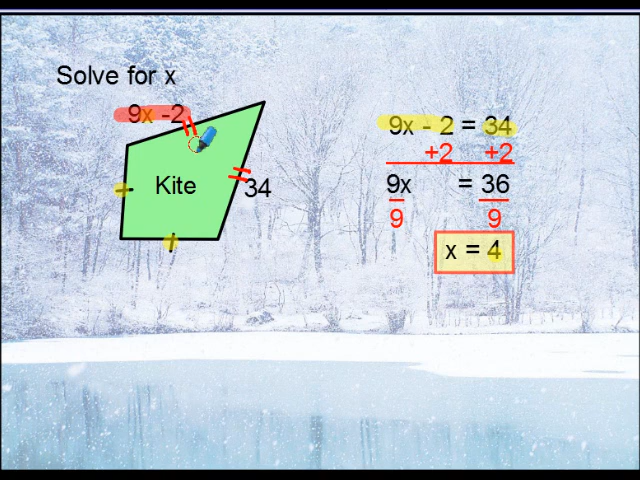 Solve for x
9x -2
Kite
34
9x - 2 = 34
+2 +2
9x = 36
9 9
x = 4